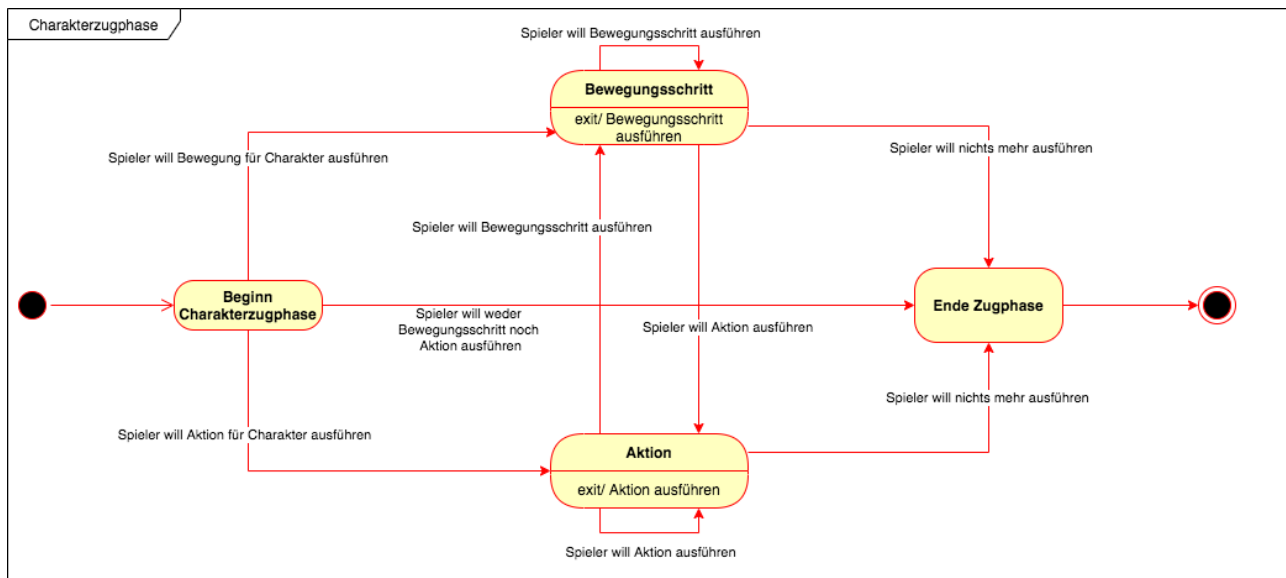 Charakterzugphase
Spieler will Bewegungsschritt ausführen
Bewegungsschritt
exit/ Bewegungsschritt
ausführen
Spieler will Bewegung für Charakter ausführen
Spieler will nichts mehr ausführen
Spieler will Bewegungsschritt ausführen
Beginn
Charakterzugphase
Ende Zugphase
Spieler will weder
Bewegungsschritt noch
Aktion ausführen
Spieler will Aktion ausführen
Spieler will nichts mehr ausführen
Spieler will Aktion für Charakter ausführen
Aktion
exit/ Aktion ausführen
Spieler will Aktion ausführen